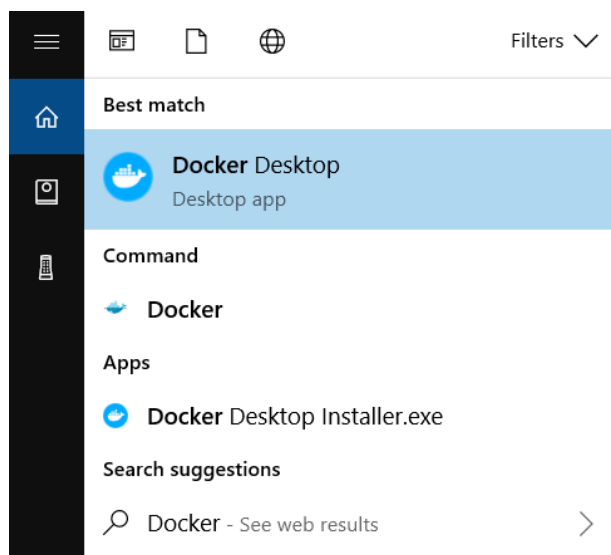 Filters
Best match
Docker Desktop
Desktop app
Command
Docker
Apps
Docker Desktop Installer.exe
Search suggestions
Docker - See web results